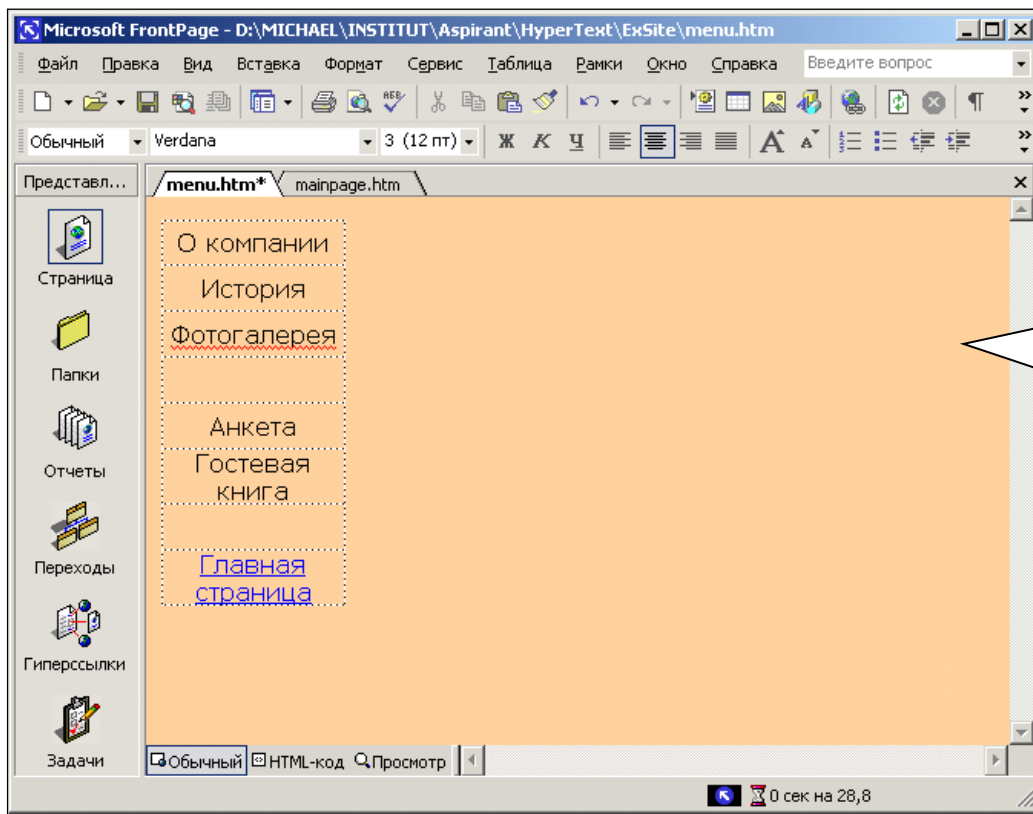 Microsoft FrontPage - D:\MICHAEL\INSTITUT\Aspirant\HyperText\ExSite\menu.htm
Файл Правка Вид Вставка Формат Сервис Таблица Рамки Окно Справка Введите вопрос
Обычный Verdana 3 (12 пт) Ж К Ч
Представл... menu.htm* mainpage.htm
Страница
Папки
Отчеты
Переходы
Гиперссылки
Задачи
О компании
История
Фотогалерея
Анкета
Гостевая
книга
Главная
страница
Обычный HTML-код Просмотр
0 сек на 28,8